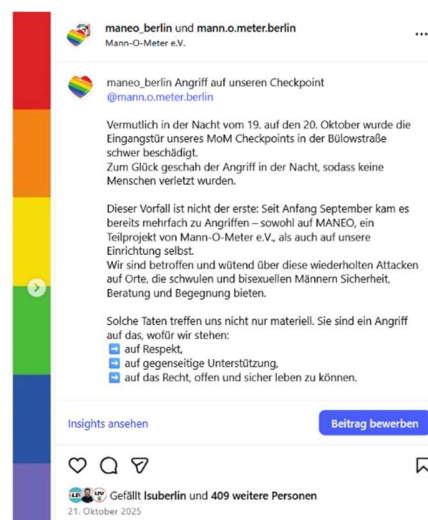 maneo_berlin und mann.o.meter.berlin
Mann-O-Meter e.V.
maneo_berlin Angriff auf unseren Checkpoint
@mann.o.meter.berlin
Vermutlich in der Nacht vom 19. auf den 20. Oktober wurde die
Eingangstür unseres MoM Checkpoints in der Bülowstraße
schwer beschädigt.
Zum Glück geschah der Angriff in der Nacht, sodass keine
Menschen verletzt wurden.
Dieser Vorfall ist nicht der erste: Seit Anfang September kam es
bereits mehrfach zu Angriffen – sowohl auf MANEO, ein
Teilprojekt von Mann-O-Meter e.V., als auch auf unsere
Einrichtung selbst.
Wir sind betroffen und wütend über diese wiederholten Attacken
auf Orte, die schwulen und bisexuellen Männern Sicherheit,
Beratung und Begegnung bieten.
Solche Taten treffen uns nicht nur materiell. Sie sind ein Angriff
auf das, wofür wir stehen:
➡️ auf Respekt,
➡️ auf gegenseitige Unterstützung,
➡️ auf das Recht, offen und sicher leben zu können.
Insights ansehen
Beitrag bewerben
Gefällt lsuberlin und 409 weitere Personen
21. Oktober 2025